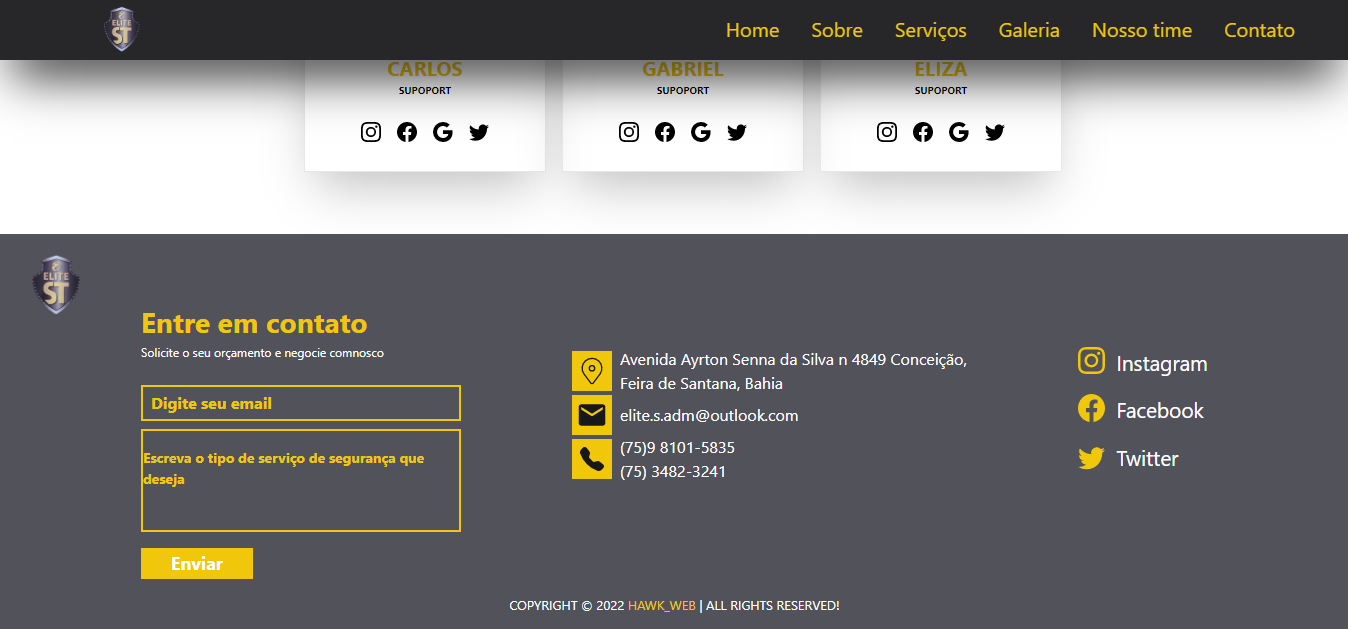 ELITE
ST
Home Sobre Serviços Galeria Nosso time Contato
CARLOS GABRIEL ELIZA
SUPOPORT SUPOPORT SUPOPORT
ELITE
ST
Entre em contato
Solicite o seu orçamento e negocie comnosco
Digite seu email
Escreva o tipo de serviço de segurança que
deseja
Enviar
Avenida Ayrton Senna da Silva n 4849 Conceição,
Feira de Santana, Bahia
elite.s.adm@outlook.com
(75)9 8101-5835
(75) 3482-3241
Instagram
Facebook
Twitter
COPYRIGHT © 2022 HAWK_WEB | ALL RIGHTS RESERVED!